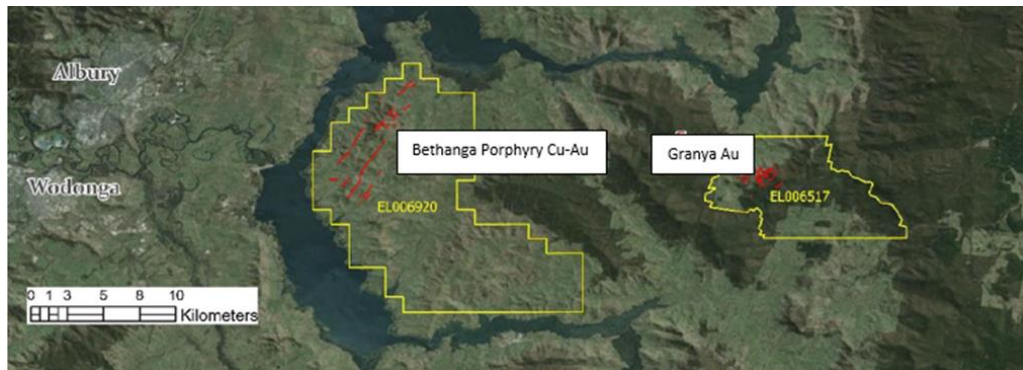 Albury
Wodonga
Bethanga Porphyry Cu-Au
EL006920
Granya Au
EL006517
0 1 3 5 8 10
Kilometers